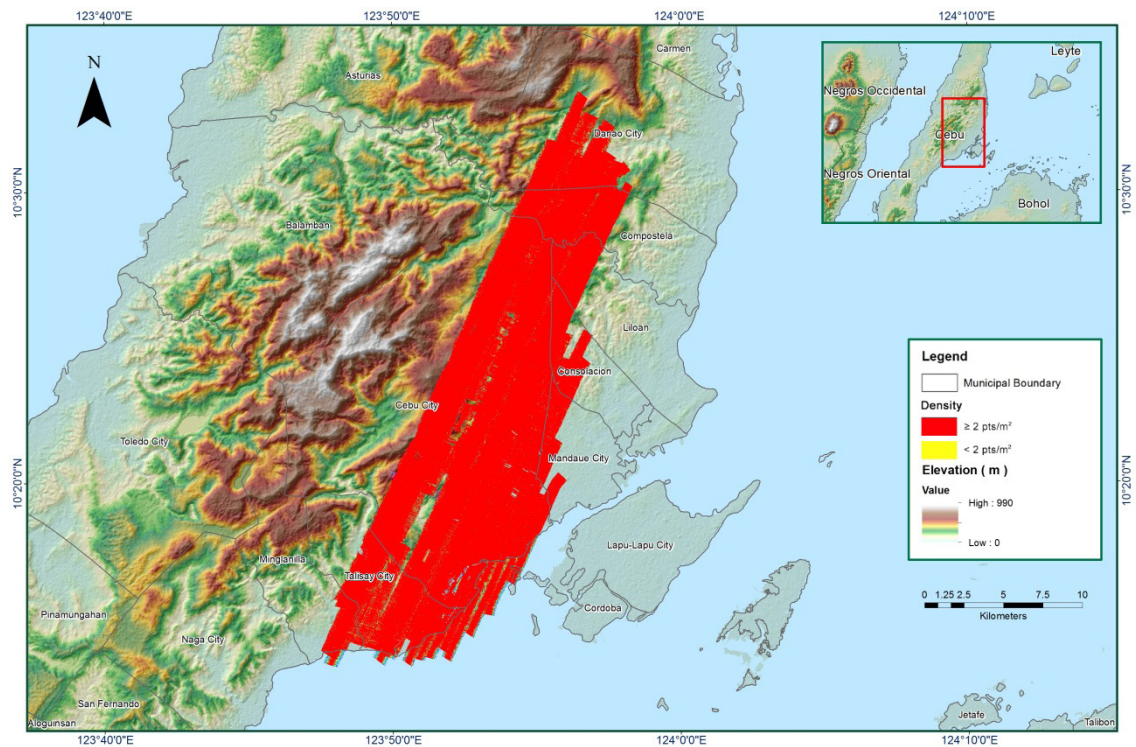 123°40'0"E
123°50'0"E
124°0'0"E
124°10'0"E
N
Carmen
Asturias
Danao City
Leyte
Negros Occidental
Cebu
Negros Oriental
Bohol
10°30'0"N
10°30'0"N
Balamban
Compostela
Liloan
Consolacion
Cebu City
Toledo City
Mandaue City
10°20'0"N
10°20'0"N
Lapu-Lapu City
Minglanilla
Talisay City
Cordoba
Pinamungahan
Naga City
San Fernando
Aloguinsan
Jetafe
Talibon
Legend
Municipal Boundary
Density
≥ 2 pts/m²
< 2 pts/m²
Elevation ( m )
Value
High : 990
Low : 0
0 1.25 2.5 5 7.5 10
Kilometers
123°40'0"E
123°50'0"E
124°0'0"E
124°10'0"E